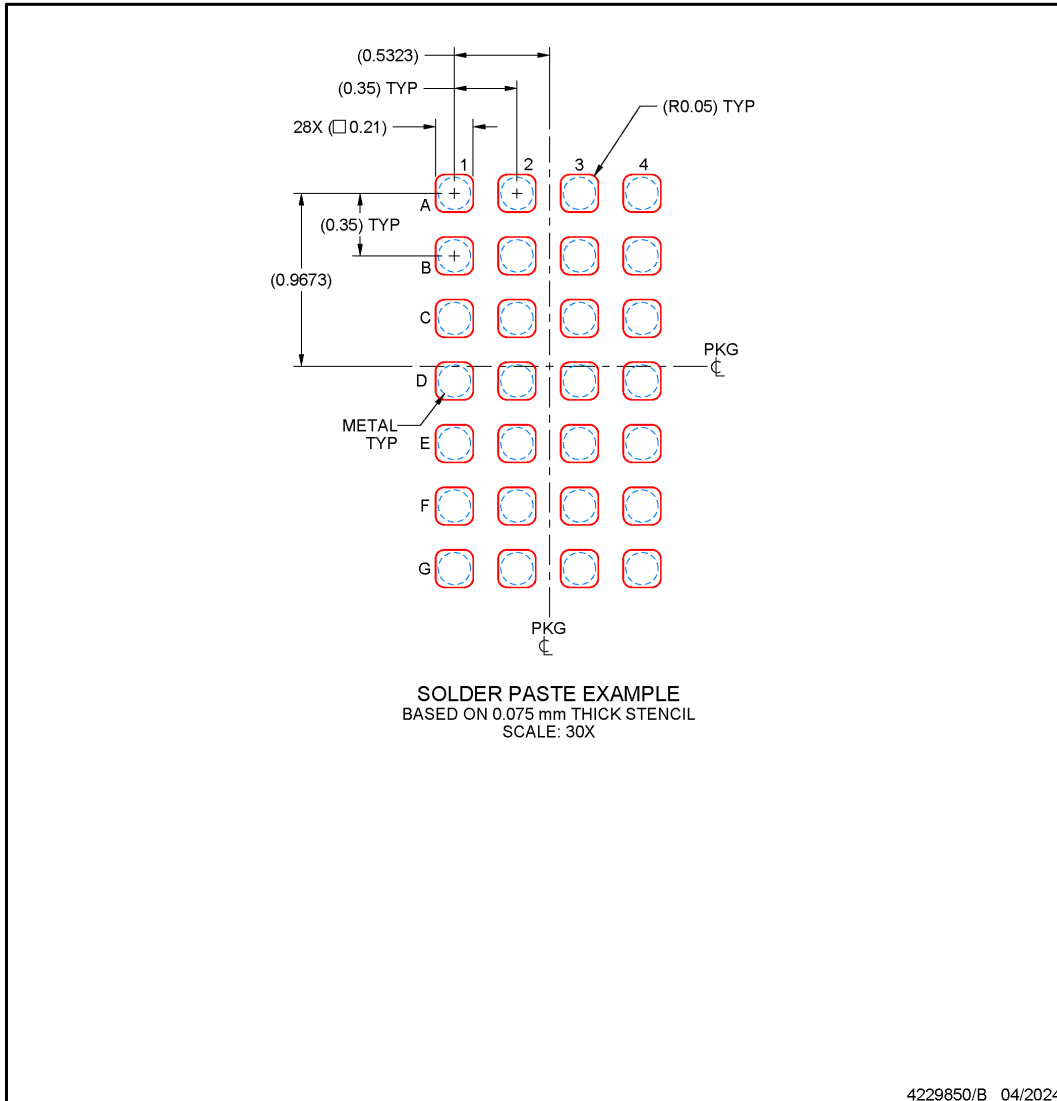 (0.5323)
(0.35) TYP
(R0.05) TYP
28X (□ 0.21)
1 2 3 4
A
(0.35) TYP
B
(0.9673)
C
PKG
℄
D
METAL
TYP
E
F
G
PKG
℄
SOLDER PASTE EXAMPLE
BASED ON 0.075 mm THICK STENCIL
SCALE: 30X
4229850/B 04/2024